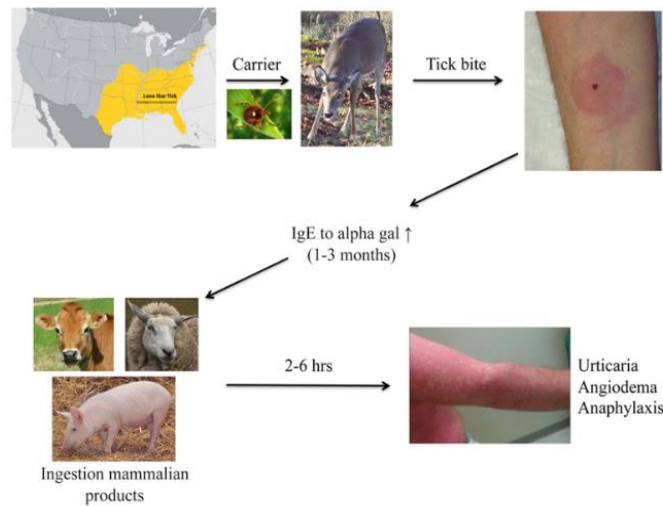 Lone Star Tick
Carrier
Tick bite
IgE to alpha gal ↑
(1-3 months)
2-6 hrs
Urticaria
Angiodema
Anaphylaxis
Ingestion mammalian
products